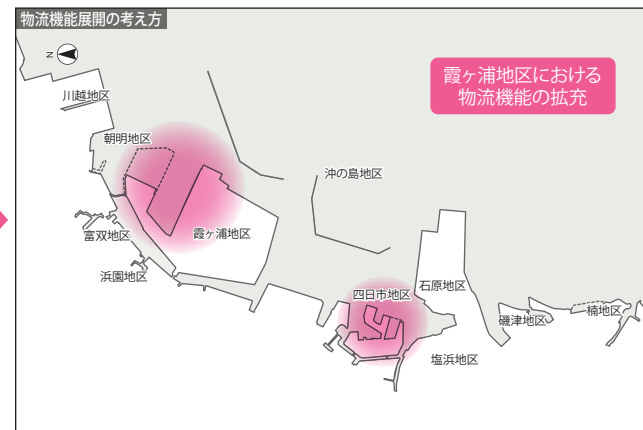 物流機能展開の考え方
N
霞ヶ浦地区における
物流機能の拡充
川越地区
朝明地区
沖の島地区
富双地区
霞ヶ浦地区
浜園地区
四日市地区
石原地区
磯津地区
楠地区
塩浜地区